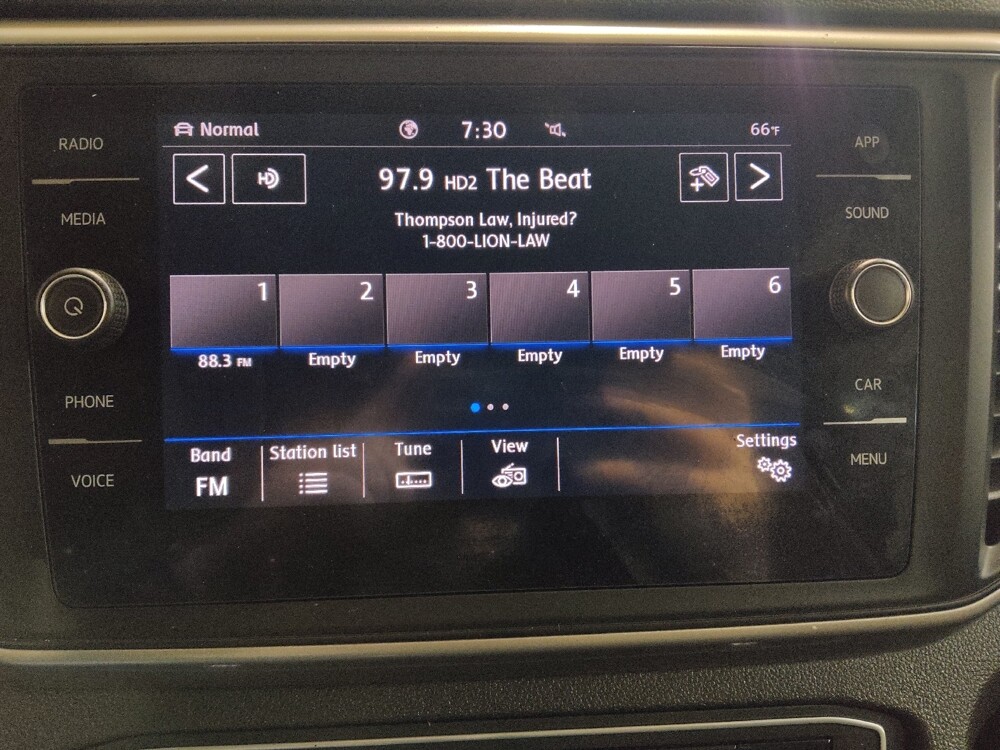 RADIO
MEDIA
PHONE
VOICE
Normal
7:30
66°F
HD
97.9 HD2 The Beat
Thompson Law, Injured?
1-800-LION-LAW
1 2 3 4 5 6
88.3 FM Empty Empty Empty Empty Empty
Band Station list Tune View Settings
FM
APP
SOUND
CAR
MENU